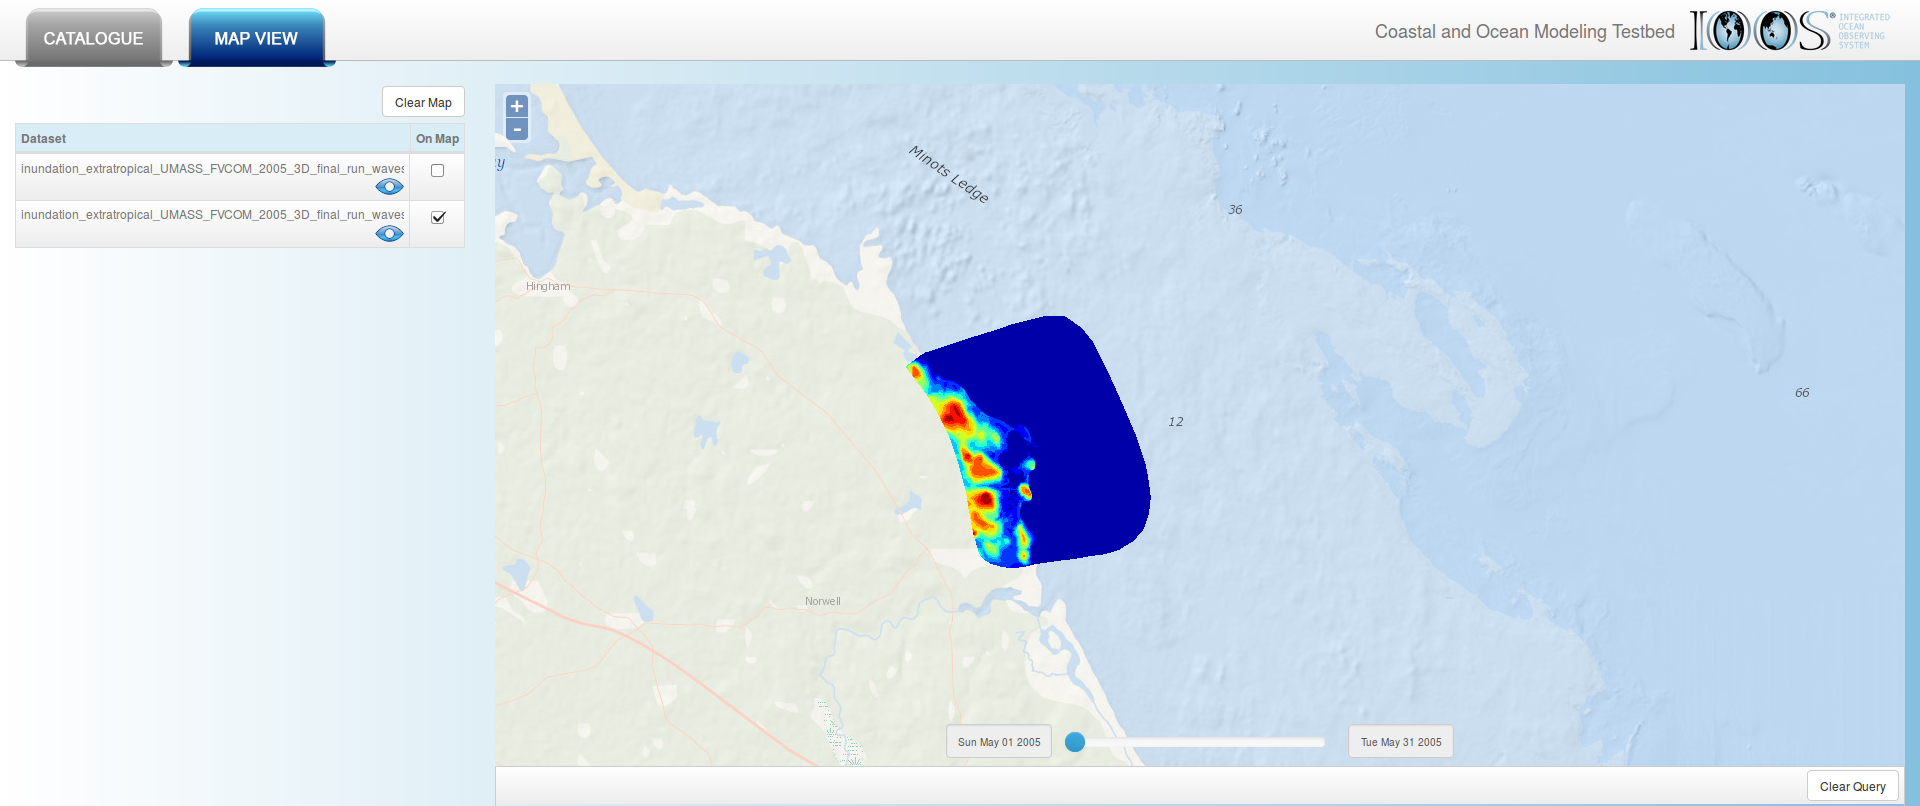 CATALOGUE
MAP VIEW
Coastal and Ocean Modeling Testbed
IOOS®
INTEGRATED
OCEAN
OBSERVING
SYSTEM
Clear Map
Dataset
On Map
inundation_extratropical_UMASS_FVCOM_2005_3D_final_run_waves
inundation_extratropical_UMASS_FVCOM_2005_3D_final_run_waves
+
-
y
Minots Ledge
36
Hingham
66
12
Norwell
Sun May 01 2005
Tue May 31 2005
Clear Query